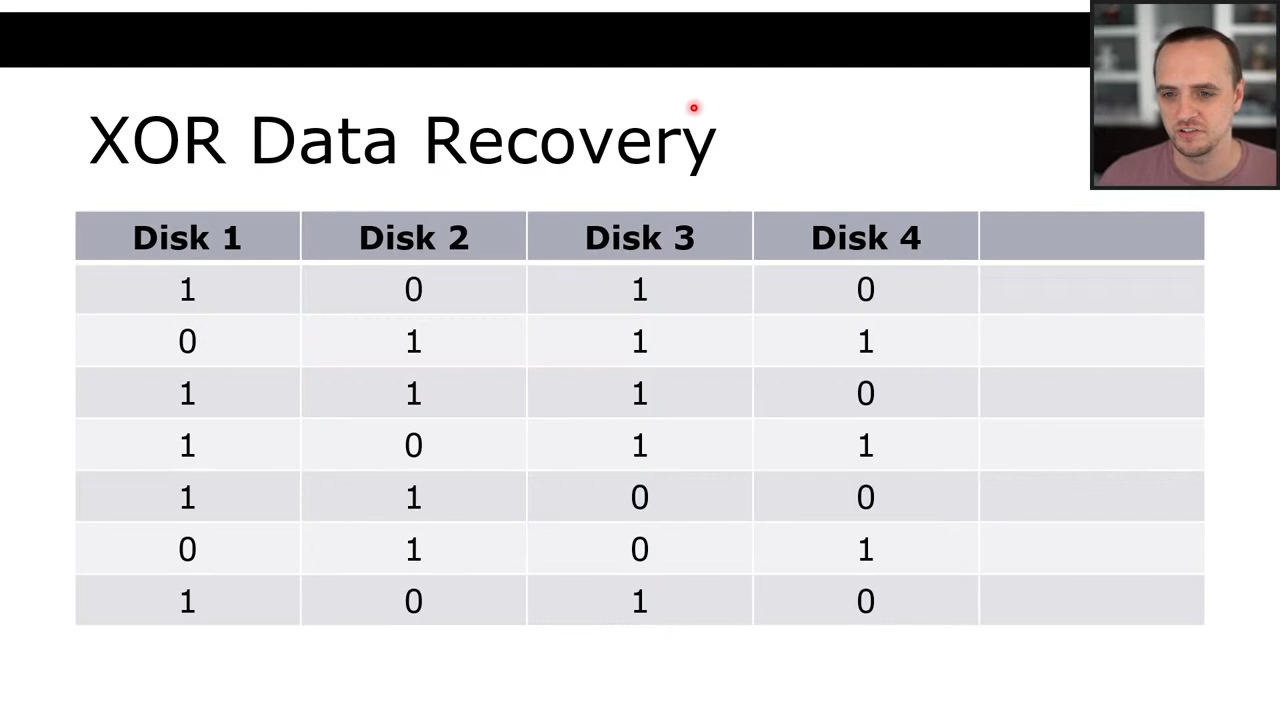 XOR Data Recovery
Disk 1 Disk 2 Disk 3 Disk 4
1 0 1 0
0 1 1 1
1 1 1 0
1 0 1 1
1 1 0 0
0 1 0 1
1 0 1 0